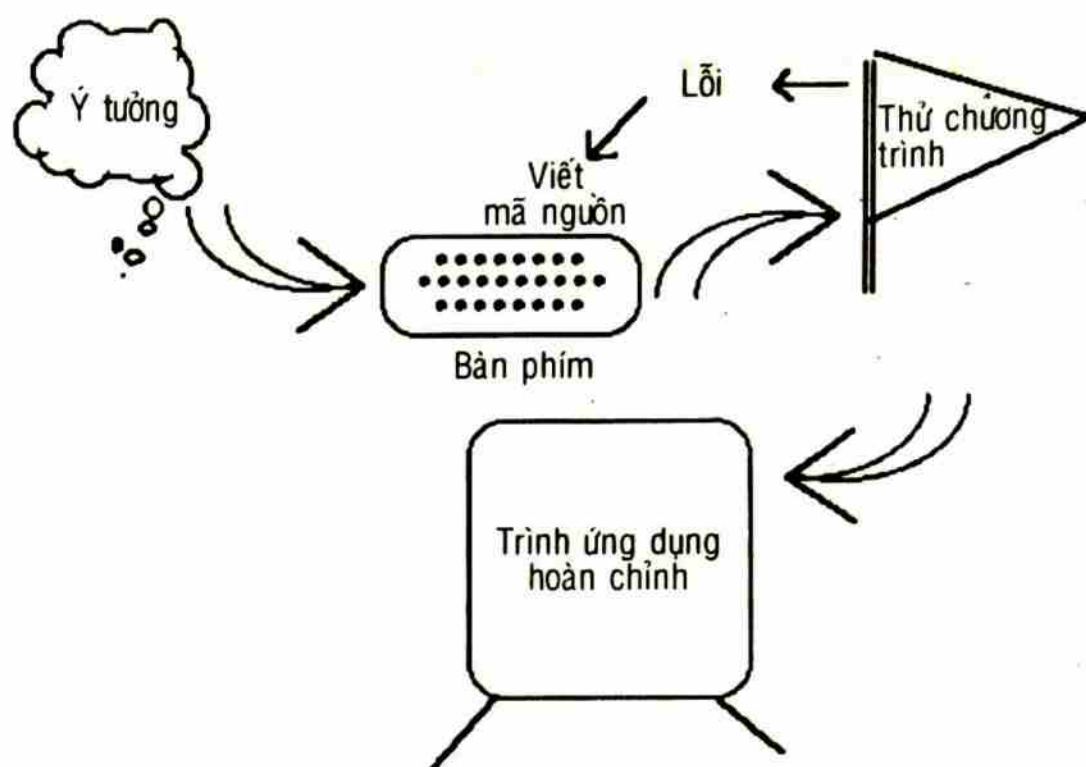 Ý tưởng
Lỗi
Thử chương
trình
Viết
mã nguồn
Bàn phím
Trình ứng dụng
hoàn chỉnh